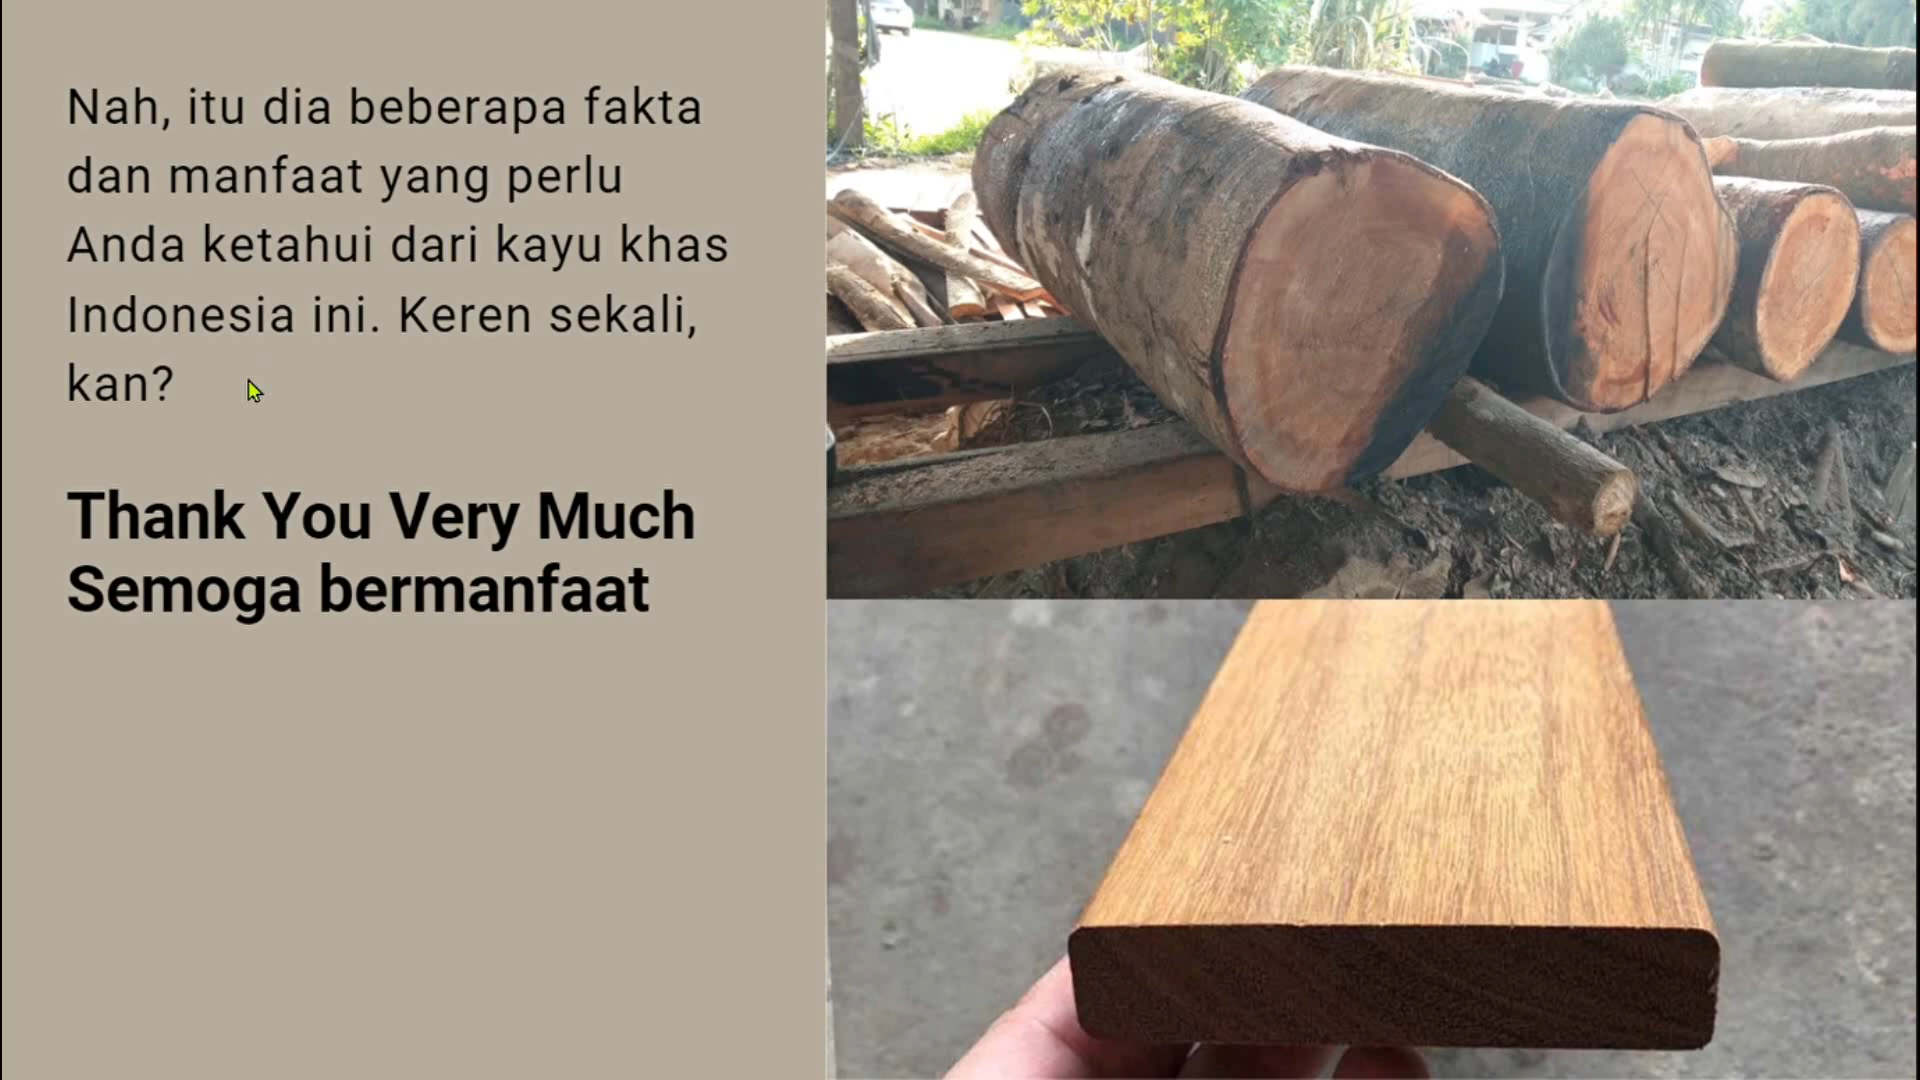 Nah, itu dia beberapa fakta
dan manfaat yang perlu
Anda ketahui dari kayu khas
Indonesia ini. Keren sekali,
kan?
Thank You Very Much
Semoga bermanfaat